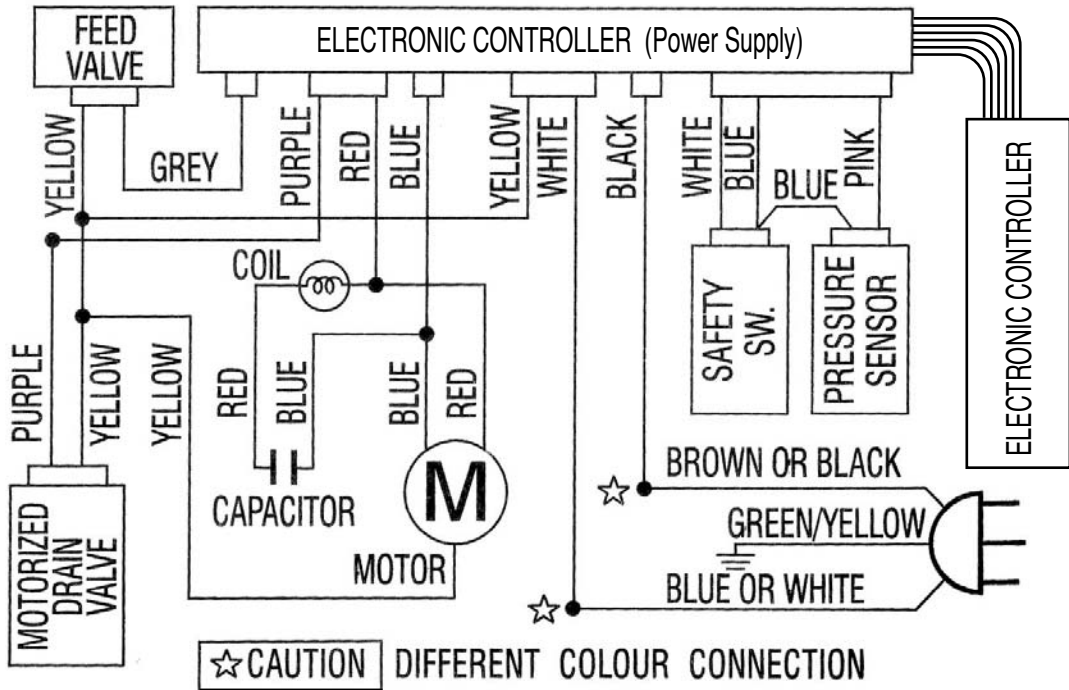 FEED
VALVE
ELECTRONIC CONTROLLER (Power Supply)
YELLOW
GREY
PURPLE
RED
BLUE
YELLOW
WHITE
BLACK
WHITE
BLUE
BLUE
PINK
ELECTRONIC CONTROLLER
COIL
SAFETY
SW.
PRESSURE
SENSOR
PURPLE
YELLOW
YELLOW
RED
BLUE
BLUE
RED
CAPACITOR
M
MOTOR
MOTORIZED
DRAIN
VALVE
☆ BROWN OR BLACK
GREEN/YELLOW
☆ BLUE OR WHITE
☆CAUTION DIFFERENT COLOUR CONNECTION